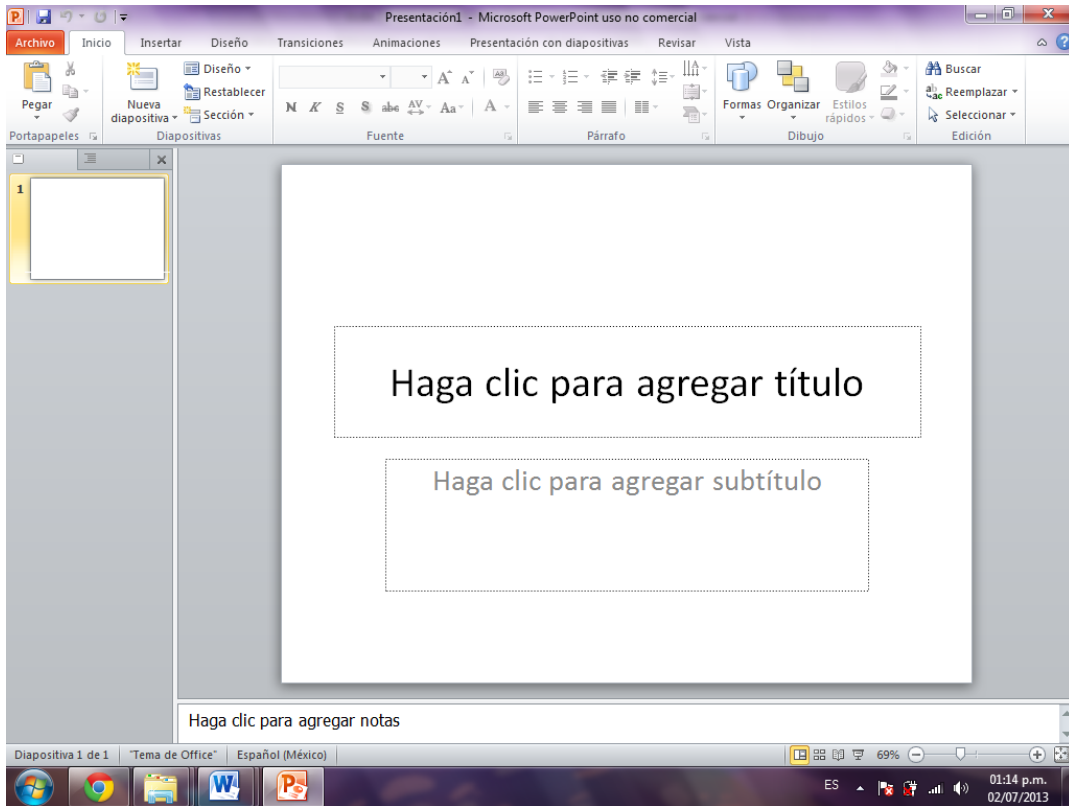 Presentación1 - Microsoft PowerPoint uso no comercial
Archivo Inicio Insertar Diseño Transiciones Animaciones Presentación con diapositivas Revisar Vista
Pegar
Nueva diapositiva
Diseño
Restablecer
Sección
N K S S abc AV Aa A
Formas Organizar Estilos rápidos
Buscar
Reemplazar
Seleccionar
Portapapeles Diapositivas Fuente Párrafo Dibujo Edición
1
Haga clic para agregar título
Haga clic para agregar subtítulo
Haga clic para agregar notas
Diapositiva 1 de 1 "Tema de Office" Español (México) 69%
ES 01:14 p.m.
02/07/2013